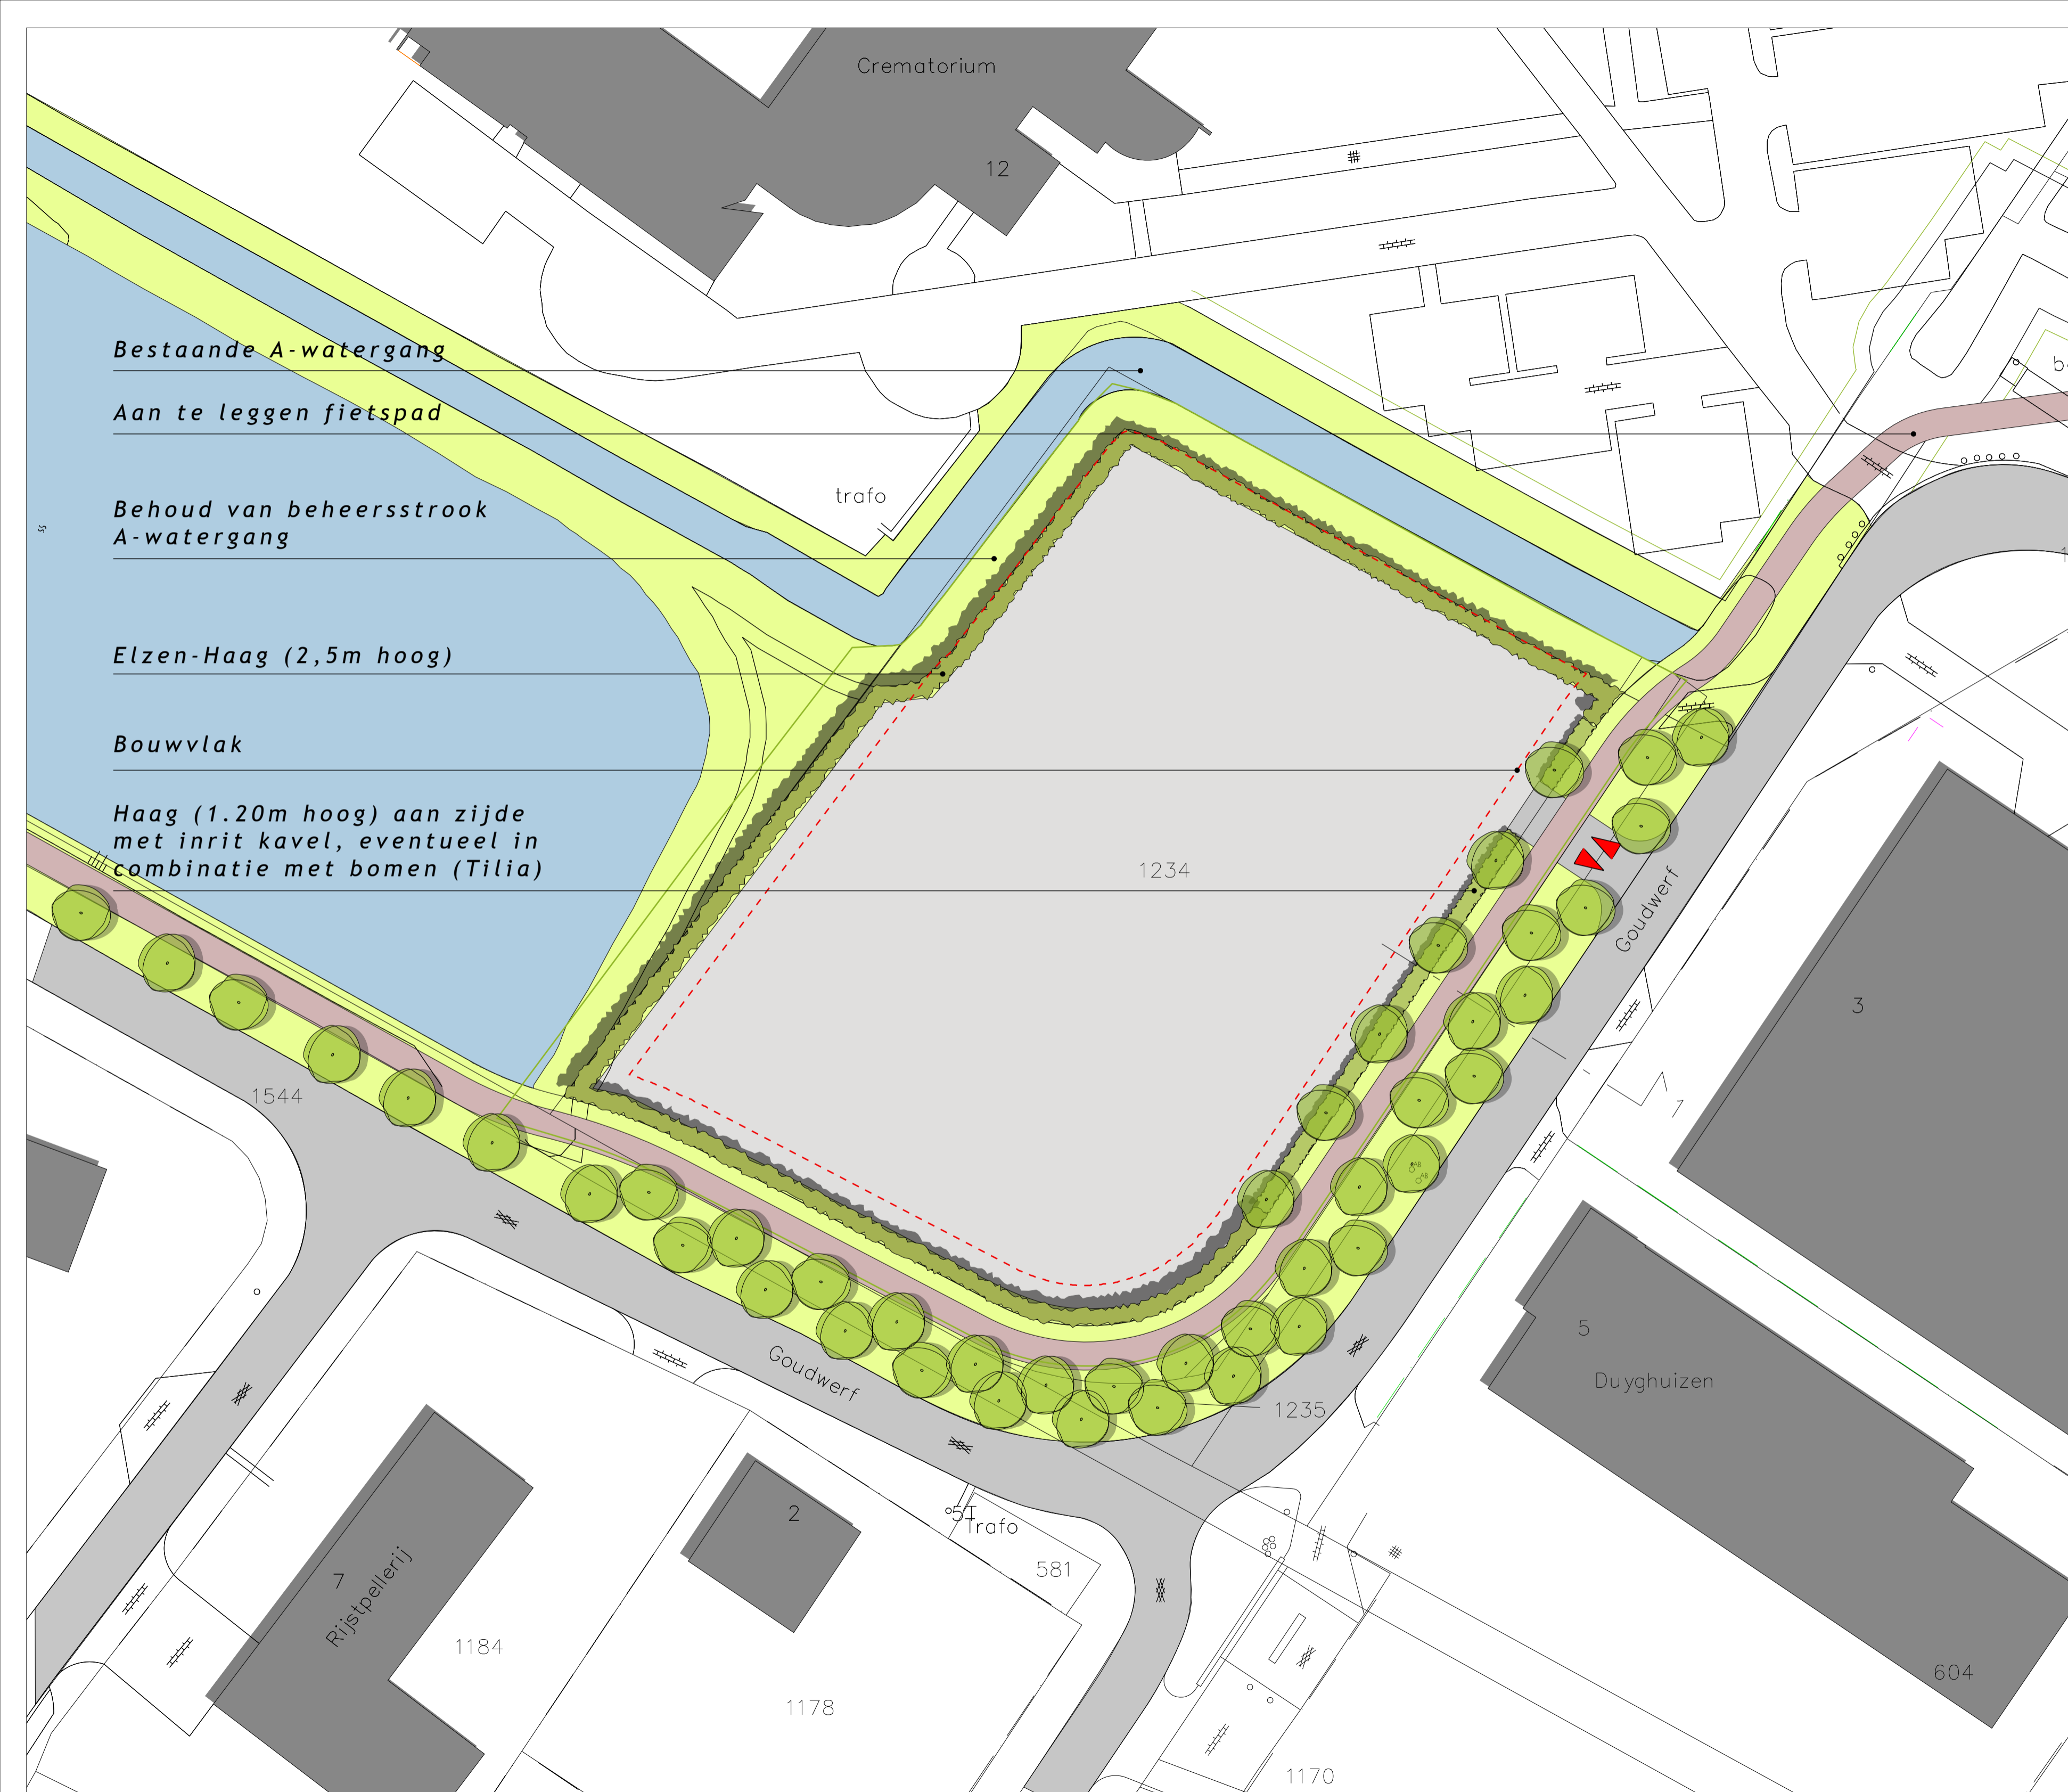 Crematorium
12
Bestaande A-watergang
Aan te leggen fietspad
trafo
Behoud van beheersstrook
A-watergang
Elzen-Haag (2,5m hoog)
Bouwvlak
Haag (1.20m hoog) aan zijde
met inrit kavel, eventueel in
combinatie met bomen (Tilia)
1234
Goudwerf
3
1544
1
5
Duyghuizen
Goudwerf
1235
2
51
Trafo
581
7
Rijstpellerij
1184
604
1178
1170